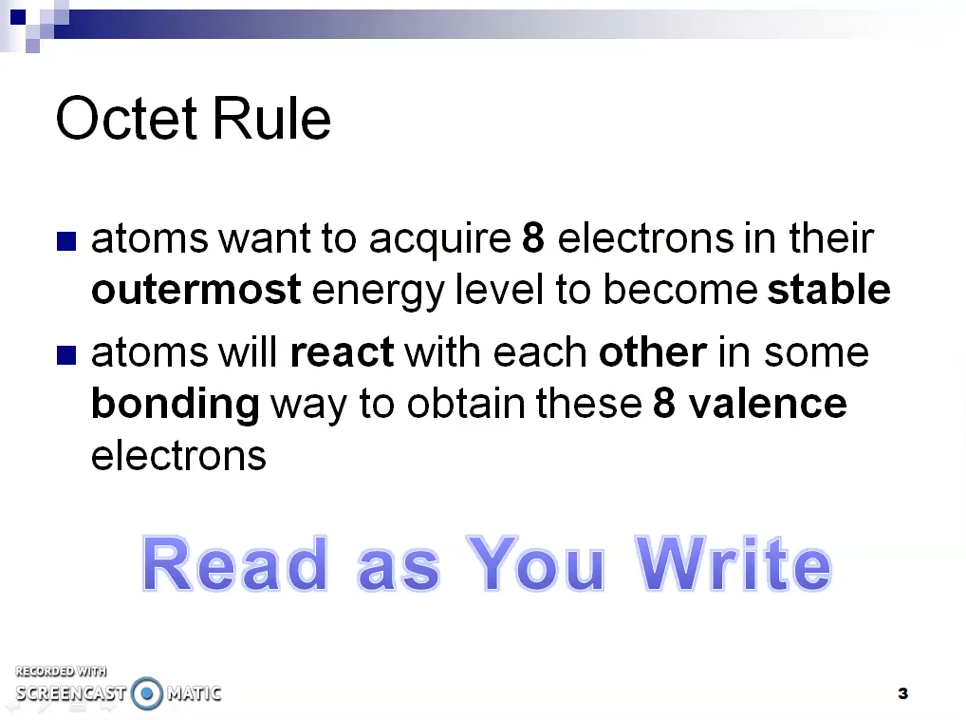 Octet Rule
atoms want to acquire 8 electrons in their
outermost energy level to become stable
atoms will react with each other in some
bonding way to obtain these 8 valence
electrons
Read as You Write
RECORDED WITH
SCREENCAST MATIC
3